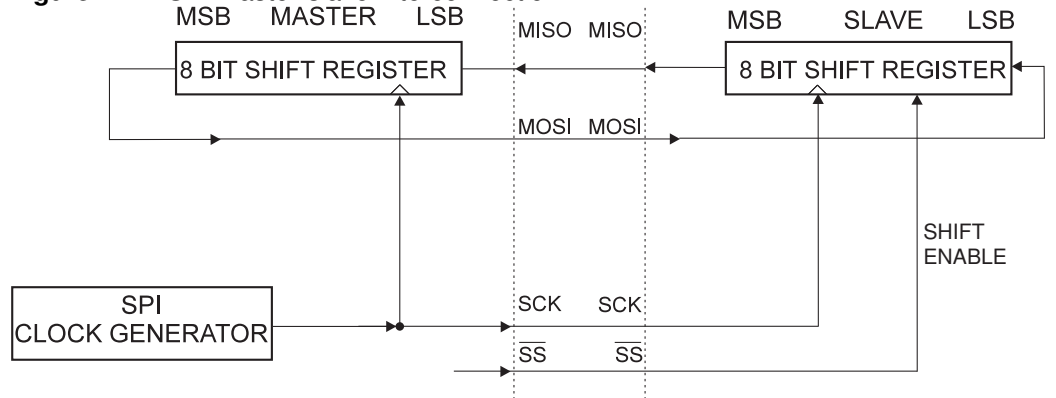 MSB MASTER LSB
MISO MISO
MSB SLAVE LSB
8 BIT SHIFT REGISTER
8 BIT SHIFT REGISTER
MOSI MOSI
SHIFT
ENABLE
SPI
CLOCK GENERATOR
SCK SCK
SS SS